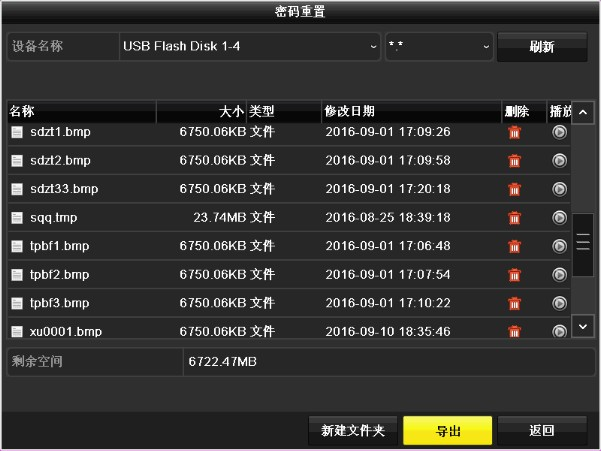 密码重置
设备名称 USB Flash Disk 1-4 *.* 刷新
名称 大小 类型 修改日期 删除 播放
sdzt1.bmp 6750.06KB 文件 2016-09-01 17:09:26
sdzt2.bmp 6750.06KB 文件 2016-09-01 17:09:58
sdzt33.bmp 6750.06KB 文件 2016-09-01 17:20:18
sqq.tmp 23.74MB 文件 2016-08-25 18:39:18
tpbf1.bmp 6750.06KB 文件 2016-09-01 17:06:48
tpbf2.bmp 6750.06KB 文件 2016-09-01 17:07:54
tpbf3.bmp 6750.06KB 文件 2016-09-01 17:10:22
xu0001.bmp 6750.06KB 文件 2016-09-10 18:35:46
剩余空间 6722.47MB
新建文件夹 导出 返回